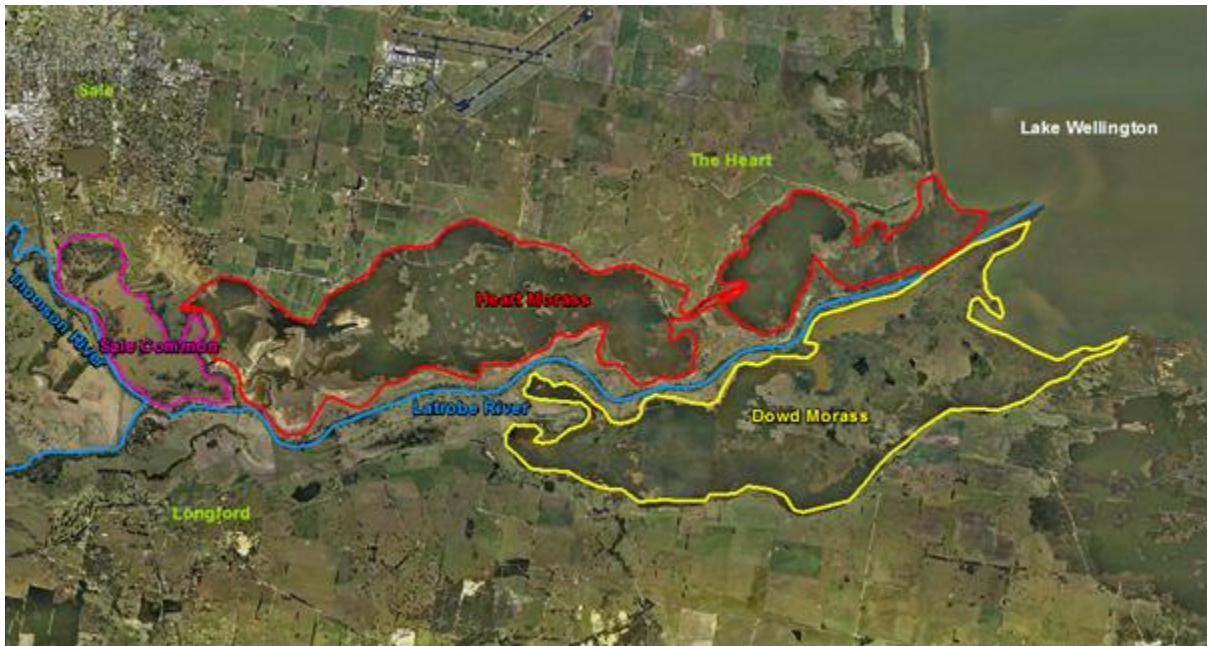 Sale
Lake Wellington
The Heart
Thomson River
Heart Morass
Sale Common
Latrobe River
Dowd Morass
Longford